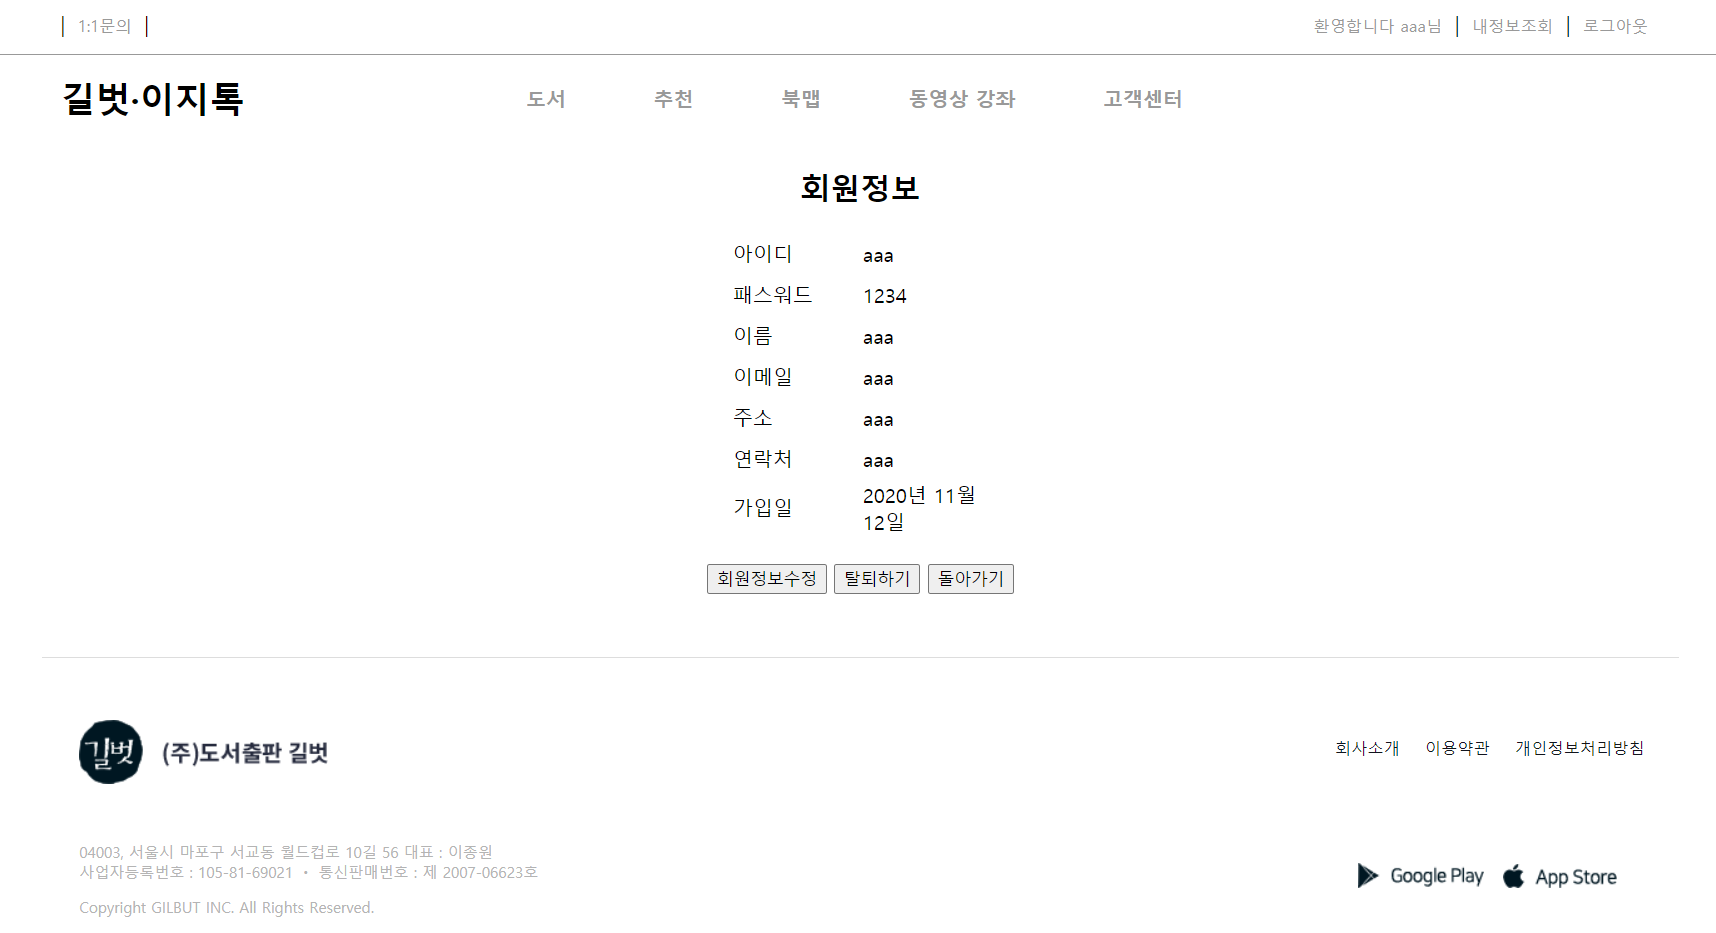 1:1문의
환영합니다 aaa님 내정보조회 로그아웃
길벗·이지톡
도서 추천 북맵 동영상 강좌 고객센터
회원정보
아이디 aaa
패스워드 1234
이름 aaa
이메일 aaa
주소 aaa
연락처 aaa
가입일 2020년 11월
12일
회원정보수정 탈퇴하기 돌아가기
길벗 (주)도서출판 길벗
회사소개 이용약관 개인정보처리방침
04003, 서울시 마포구 서교동 월드컵로 10길 56 대표 : 이종원
사업자등록번호 : 105-81-69021 ・ 통신판매번호 : 제 2007-06623호
Google Play App Store
Copyright GILBUT INC. All Rights Reserved.